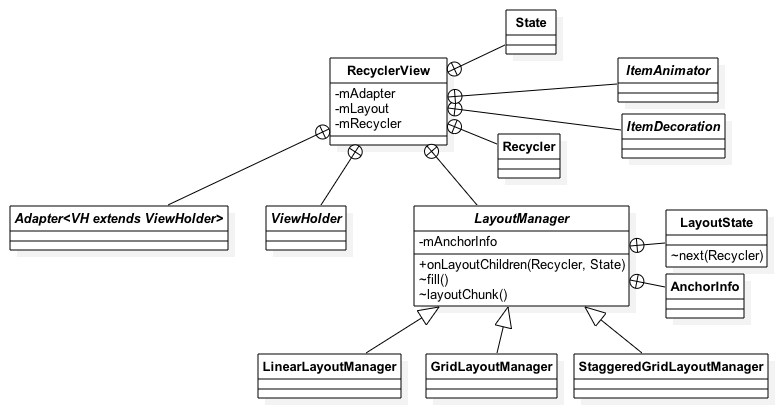 State
RecyclerView
-mAdapter
-mLayout
-mRecycler
ItemAnimator
ItemDecoration
Recycler
Adapter<VH extends ViewHolder>
ViewHolder
LayoutManager
-mAnchorInfo
+onLayoutChildren(Recycler, State)
~fill()
~layoutChunk()
LayoutState
~next(Recycler)
AnchorInfo
LinearLayoutManager
GridLayoutManager
StaggeredGridLayoutManager